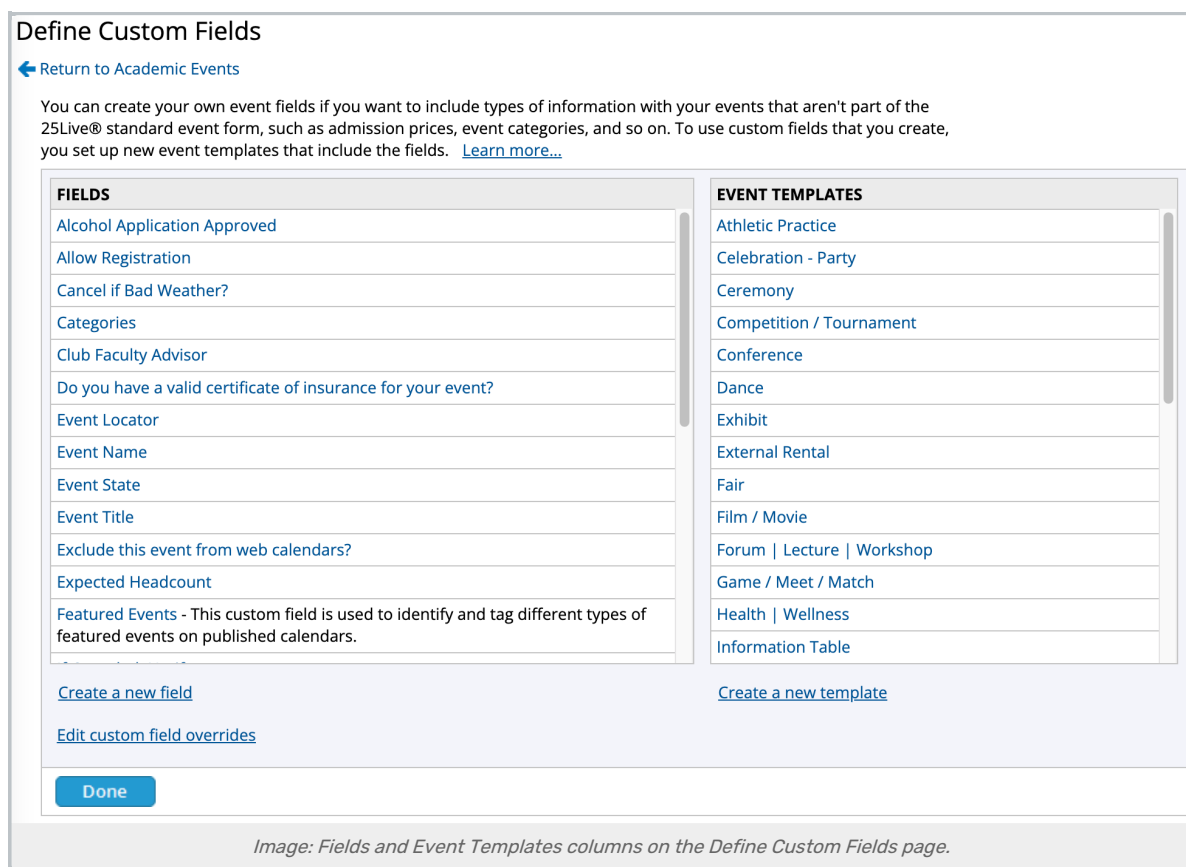 Define Custom Fields
Return to Academic Events
You can create your own event fields if you want to include types of information with your events that aren't part of the
25Live® standard event form, such as admission prices, event categories, and so on. To use custom fields that you create,
you set up new event templates that include the fields. Learn more...
FIELDS
Alcohol Application Approved
Allow Registration
Cancel if Bad Weather?
Categories
Club Faculty Advisor
Do you have a valid certificate of insurance for your event?
Event Locator
Event Name
Event State
Event Title
Exclude this event from web calendars?
Expected Headcount
Featured Events - This custom field is used to identify and tag different types of
featured events on published calendars.
Create a new field
Edit custom field overrides
EVENT TEMPLATES
Athletic Practice
Celebration - Party
Ceremony
Competition / Tournament
Conference
Dance
Exhibit
External Rental
Fair
Film / Movie
Forum | Lecture | Workshop
Game / Meet / Match
Health | Wellness
Information Table
Create a new template
Done
Image: Fields and Event Templates columns on the Define Custom Fields page.